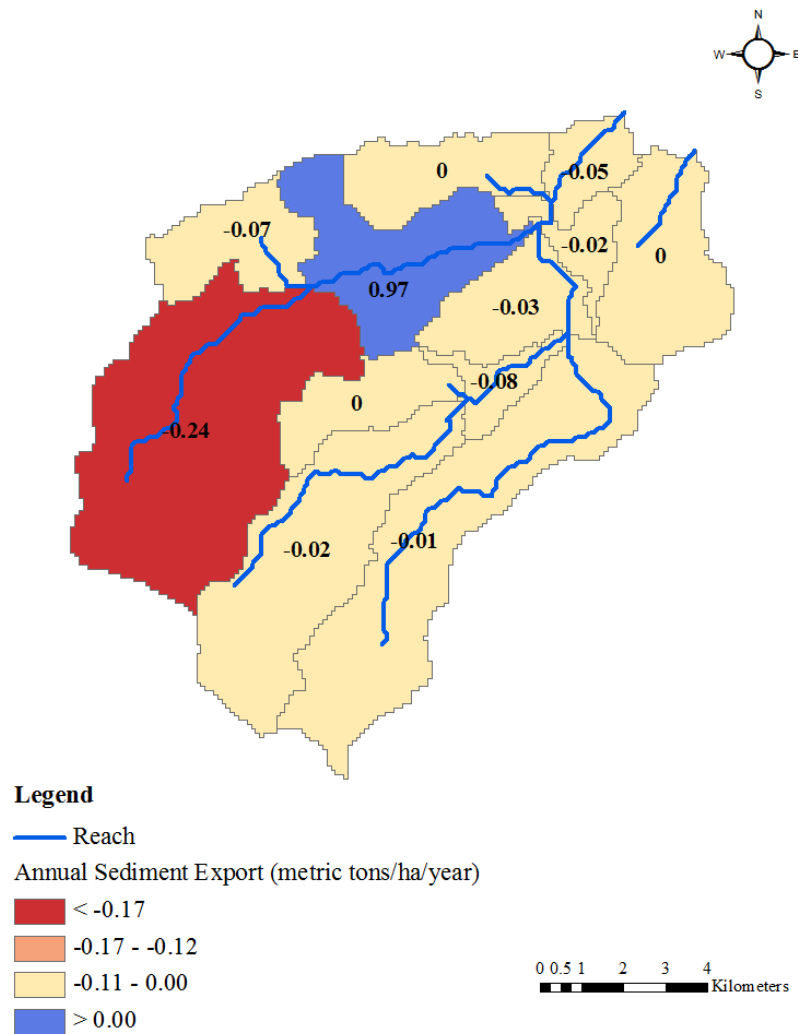 N
W E
S
0
-0.05
-0.07
-0.02
0
0.97
-0.03
-0.08
0
-0.24
-0.01
-0.02
Legend
Reach
Annual Sediment Export (metric tons/ha/year)
< -0.17
-0.17 - -0.12
-0.11 - 0.00
> 0.00
0 0.5 1 2 3 4
Kilometers